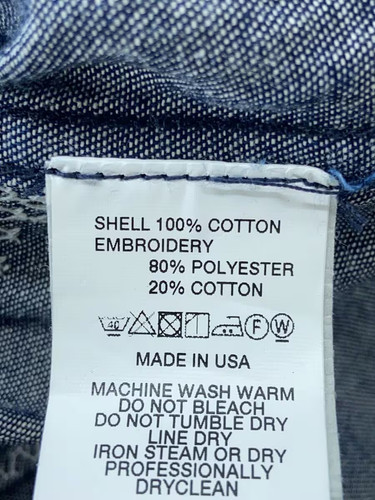 SHELL 100% COTTON
EMBROIDERY
80% POLYESTER
20% COTTON
40 F W
MADE IN USA
MACHINE WASH WARM
DO NOT BLEACH
DO NOT TUMBLE DRY
LINE DRY
IRON STEAM OR DRY
PROFESSIONALLY
DRYCLEAN